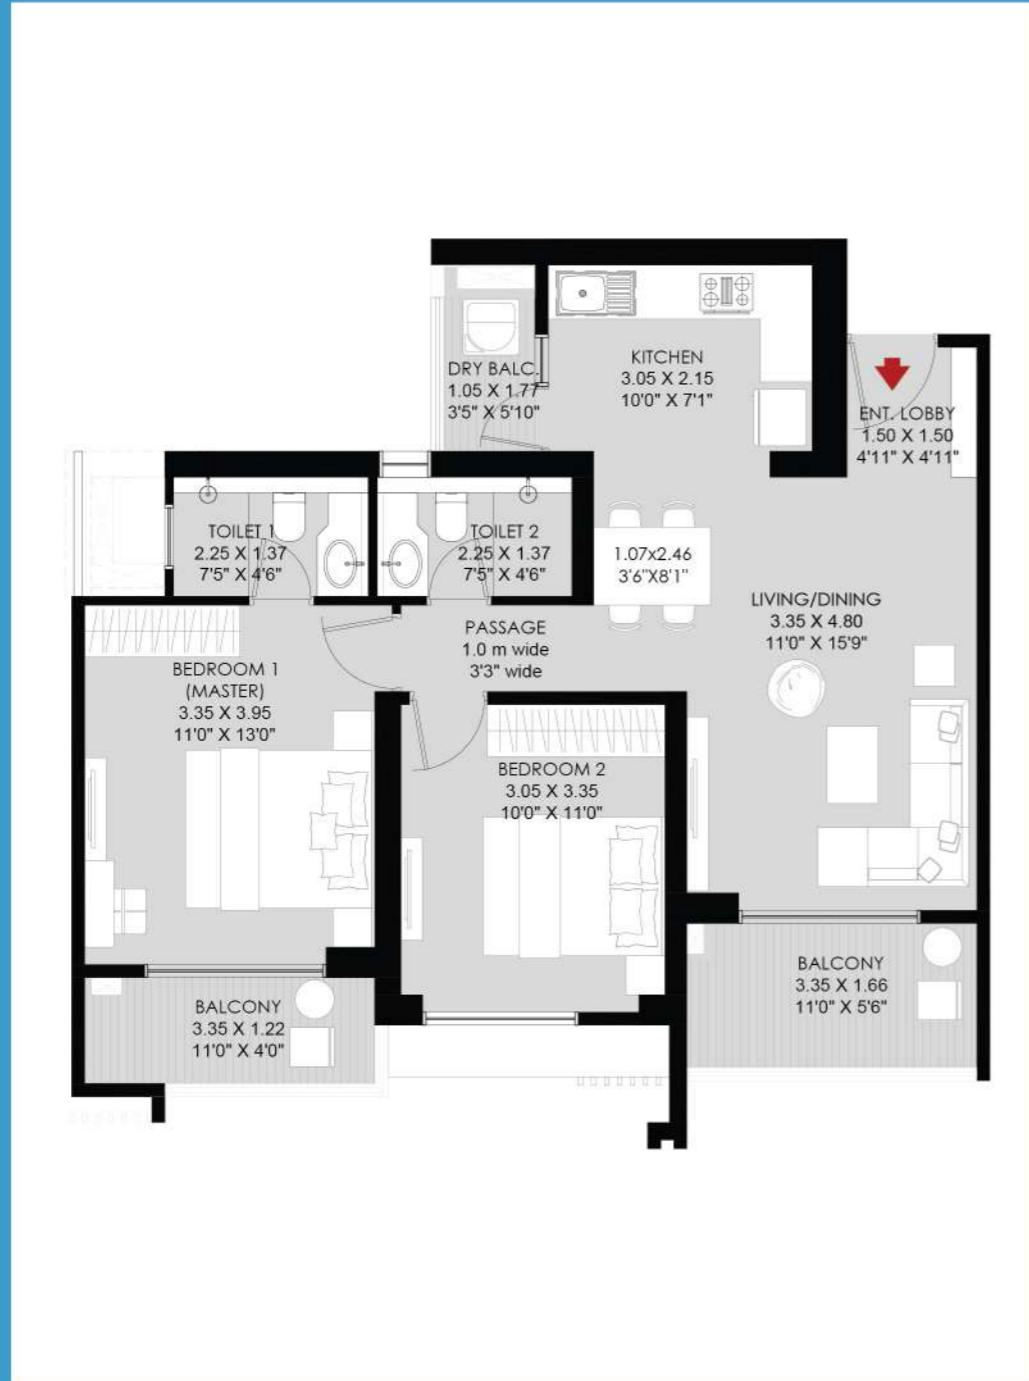 KITCHEN
3.05 X 2.15
10'0" X 7'1"
DRY BALC.
1.05 X 1.77
3'5" X 5'10"
ENT. LOBBY
1.50 X 1.50
4'11" X 4'11"
TOILET 1
2.25 X 1.37
7'5" X 4'6"
TOILET 2
2.25 X 1.37
7'5" X 4'6"
1.07x2.46
3'6"X8'1"
LIVING/DINING
3.35 X 4.80
11'0" X 15'9"
PASSAGE
1.0 m wide
3'3" wide
BEDROOM 1
(MASTER)
3.35 X 3.95
11'0" X 13'0"
BEDROOM 2
3.05 X 3.35
10'0" X 11'0"
BALCONY
3.35 X 1.66
11'0" X 5'6"
BALCONY
3.35 X 1.22
11'0" X 4'0"